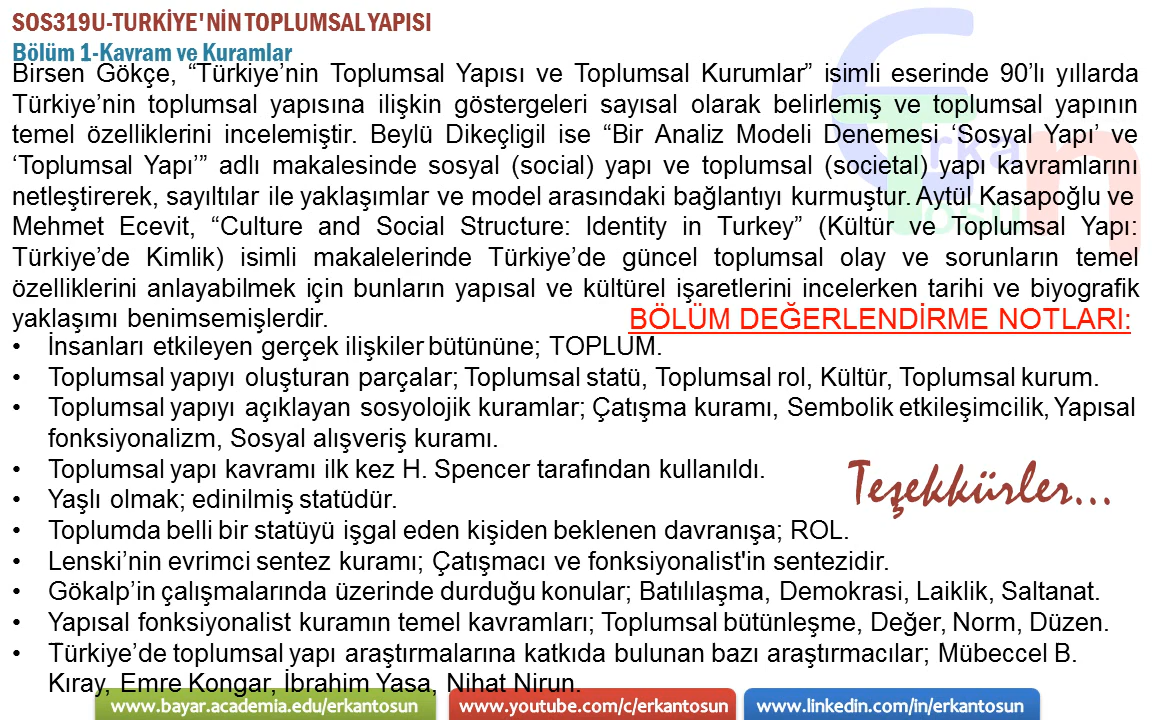 SOS319U-TURKİYE'NİN TOPLUMSAL YAPISI
Bölüm 1-Kavram ve Kuramlar
Birsen Gökçe, “Türkiye’nin Toplumsal Yapısı ve Toplumsal Kurumlar” isimli eserinde 90’lı yıllarda
Türkiye’nin toplumsal yapısına ilişkin göstergeleri sayısal olarak belirlemiş ve toplumsal yapının
temel özelliklerini incelemiştir. Beylü Dikeçligil ise “Bir Analiz Modeli Denemesi ‘Sosyal Yapı’ ve
‘Toplumsal Yapı’” adlı makalesinde sosyal (social) yapı ve toplumsal (societal) yapı kavramlarını
netleştirerek, sayıltılar ile yaklaşımlar ve model arasındaki bağlantıyı kurmuştur. Aytül Kasapoğlu ve
Mehmet Ecevit, “Culture and Social Structure: Identity in Turkey” (Kültür ve Toplumsal Yapı:
Türkiye’de Kimlik) isimli makalelerinde Türkiye’de güncel toplumsal olay ve sorunların temel
özelliklerini anlayabilmek için bunların yapısal ve kültürel işaretlerini incelerken tarihi ve biyografik
yaklaşımı benimsemişlerdir.
BÖLÜM DEĞERLENDİRME NOTLARI:
• İnsanları etkileyen gerçek ilişkiler bütününe; TOPLUM.
• Toplumsal yapıyı oluşturan parçalar; Toplumsal statü, Toplumsal rol, Kültür, Toplumsal kurum.
• Toplumsal yapıyı açıklayan sosyolojik kuramlar; Çatışma kuramı, Sembolik etkileşimcilik, Yapısal
fonksiyonalizm, Sosyal alışveriş kuramı.
• Toplumsal yapı kavramı ilk kez H. Spencer tarafından kullanıldı.
• Yaşlı olmak; edinilmiş statüdür.
• Toplumda belli bir statüyü işgal eden kişiden beklenen davranışa; ROL.
• Lenski’nin evrimci sentez kuramı; Çatışmacı ve fonksiyonalist'in sentezidir.
• Gökalp’in çalışmalarında üzerinde durduğu konular; Batılılaşma, Demokrasi, Laiklik, Saltanat.
• Yapısal fonksiyonalist kuramın temel kavramları; Toplumsal bütünleşme, Değer, Norm, Düzen.
• Türkiye’de toplumsal yapı araştırmalarına katkıda bulunan bazı araştırmacılar; Mübeccel B.
Kıray, Emre Kongar, İbrahim Yasa, Nihat Nirun.
Teşekkürler...
www.bayar.academia.edu/erkantosun
www.youtube.com/c/erkantosun
www.linkedin.com/in/erkantosun